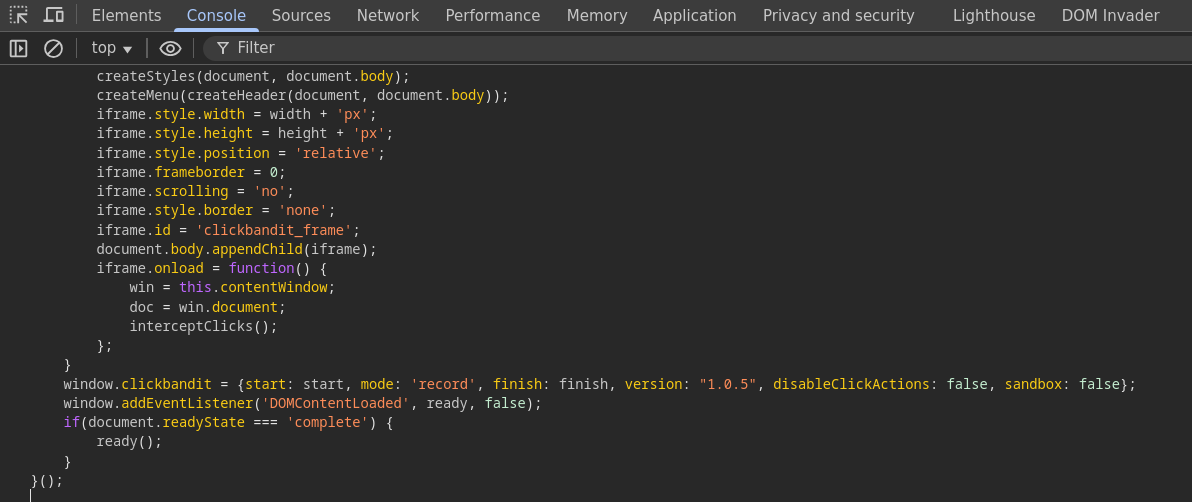 Elements Console Sources Network Performance Memory Application Privacy and security Lighthouse DOM Invader
top Filter
createStyles(document, document.body);
createMenu(createHeader(document, document.body));
iframe.style.width = width + 'px';
iframe.style.height = height + 'px';
iframe.style.position = 'relative';
iframe.frameborder = 0;
iframe.scrolling = 'no';
iframe.style.border = 'none';
iframe.id = 'clickbandit_frame';
document.body.appendChild(iframe);
iframe.onload = function() {
win = this.contentWindow;
doc = win.document;
interceptClicks();
};
}
window.clickbandit = {start: start, mode: 'record', finish: finish, version: "1.0.5", disableClickActions: false, sandbox: false};
window.addEventListener('DOMContentLoaded', ready, false);
if(document.readyState === 'complete') {
ready();
}
}();